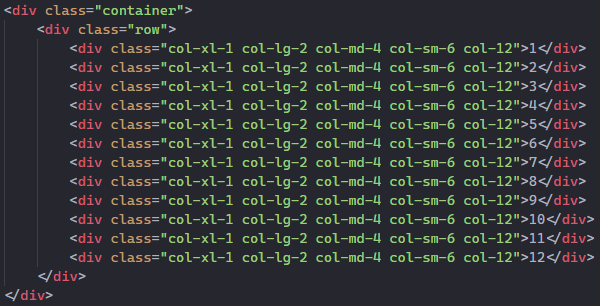 <div class="container">
<div class="row">
<div class="col-xl-1 col-lg-2 col-md-4 col-sm-6 col-12">1</div>
<div class="col-xl-1 col-lg-2 col-md-4 col-sm-6 col-12">2</div>
<div class="col-xl-1 col-lg-2 col-md-4 col-sm-6 col-12">3</div>
<div class="col-xl-1 col-lg-2 col-md-4 col-sm-6 col-12">4</div>
<div class="col-xl-1 col-lg-2 col-md-4 col-sm-6 col-12">5</div>
<div class="col-xl-1 col-lg-2 col-md-4 col-sm-6 col-12">6</div>
<div class="col-xl-1 col-lg-2 col-md-4 col-sm-6 col-12">7</div>
<div class="col-xl-1 col-lg-2 col-md-4 col-sm-6 col-12">8</div>
<div class="col-xl-1 col-lg-2 col-md-4 col-sm-6 col-12">9</div>
<div class="col-xl-1 col-lg-2 col-md-4 col-sm-6 col-12">10</div>
<div class="col-xl-1 col-lg-2 col-md-4 col-sm-6 col-12">11</div>
<div class="col-xl-1 col-lg-2 col-md-4 col-sm-6 col-12">12</div>
</div>
</div>